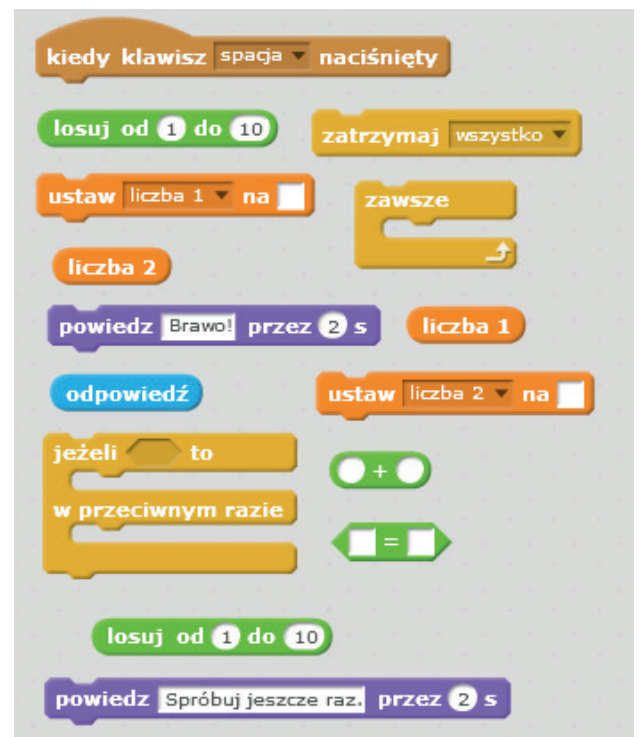 kiedy klawisz spacja naciśnięty
losuj od 1 do 10
zatrzymaj wszystko
ustaw liczba 1 na
zawsze
liczba 2
powiedz Brawo! przez 2 s
liczba 1
odpowiedź
ustaw liczba 2 na
jeżeli to
+
w przeciwnym razie
=
losuj od 1 do 10
powiedz Spróbuj jeszcze raz. przez 2 s